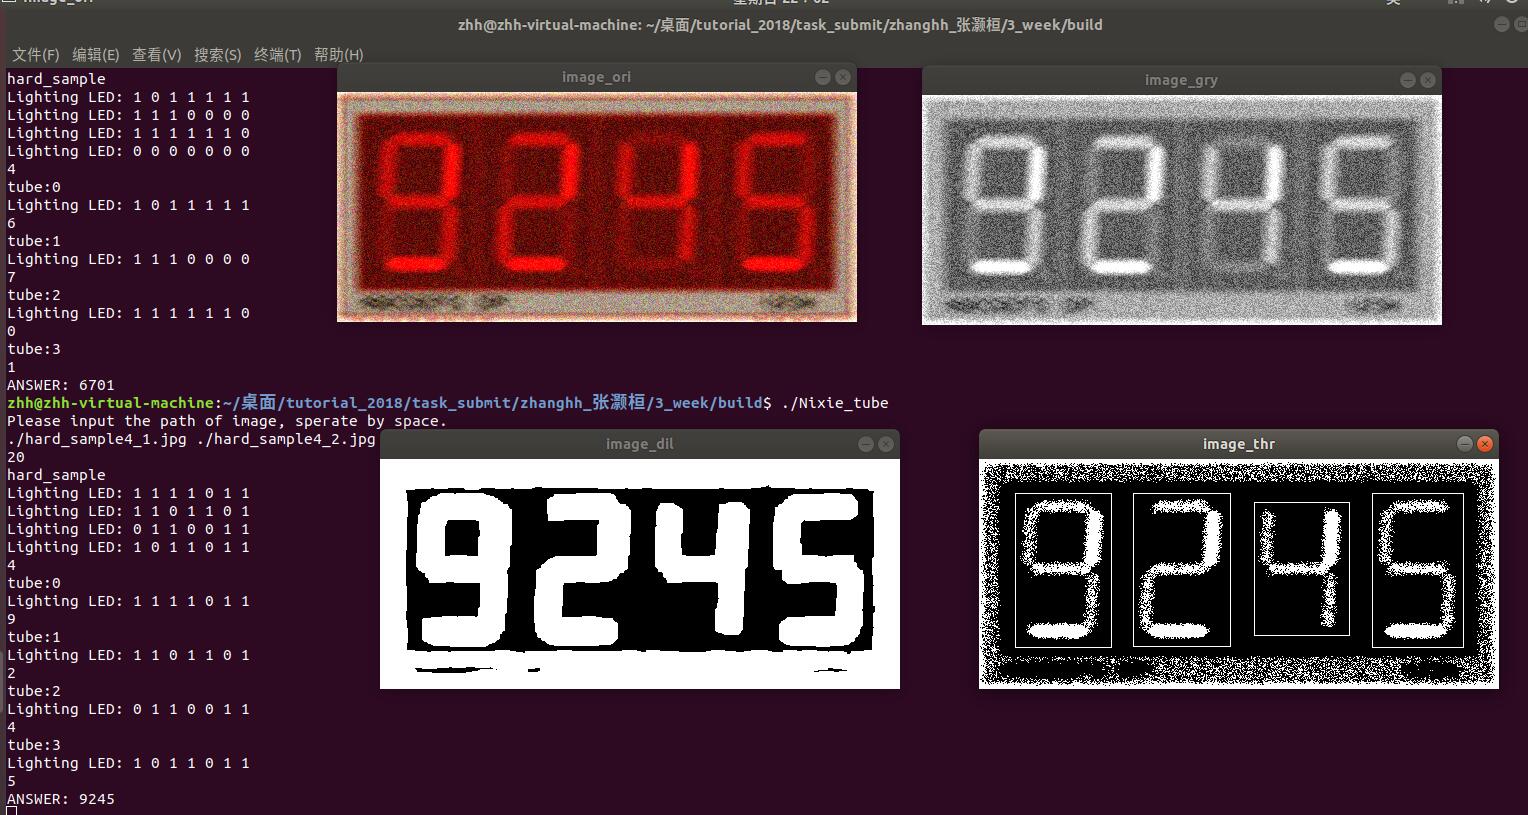 zhh@zhh-virtual-machine: ~/桌面/tutorial_2018/task_submit/zhanghh_张灏桓/3_week/build
文件(F) 编辑(E) 查看(V) 搜索(S) 终端(T) 帮助(H)
hard_sample
Lighting LED: 1 0 1 1 1 1 1
Lighting LED: 1 1 1 0 0 0 0
Lighting LED: 1 1 1 1 1 1 0
Lighting LED: 0 0 0 0 0 0 0
4
tube:0
Lighting LED: 1 0 1 1 1 1 1
6
tube:1
Lighting LED: 1 1 1 0 0 0 0
7
tube:2
Lighting LED: 1 1 1 1 1 1 0
0
tube:3
1
ANSWER: 6701
zhh@zhh-virtual-machine:~/桌面/tutorial_2018/task_submit/zhanghh_张灏桓/3_week/build$ ./Nixie_tube
Please input the path of image, sperate by space.
./hard_sample4_1.jpg ./hard_sample4_2.jpg
20
hard_sample
Lighting LED: 1 1 1 1 0 1 1
Lighting LED: 1 1 0 1 1 0 1
Lighting LED: 0 1 1 0 0 1 1
Lighting LED: 1 0 1 1 0 1 1
4
tube:0
Lighting LED: 1 1 1 1 0 1 1
9
tube:1
Lighting LED: 1 1 0 1 1 0 1
2
tube:2
Lighting LED: 0 1 1 0 0 1 1
4
tube:3
Lighting LED: 1 0 1 1 0 1 1
5
ANSWER: 9245
image_ori
9245
image_gry
9245
image_dil
9245
image_thr
9245